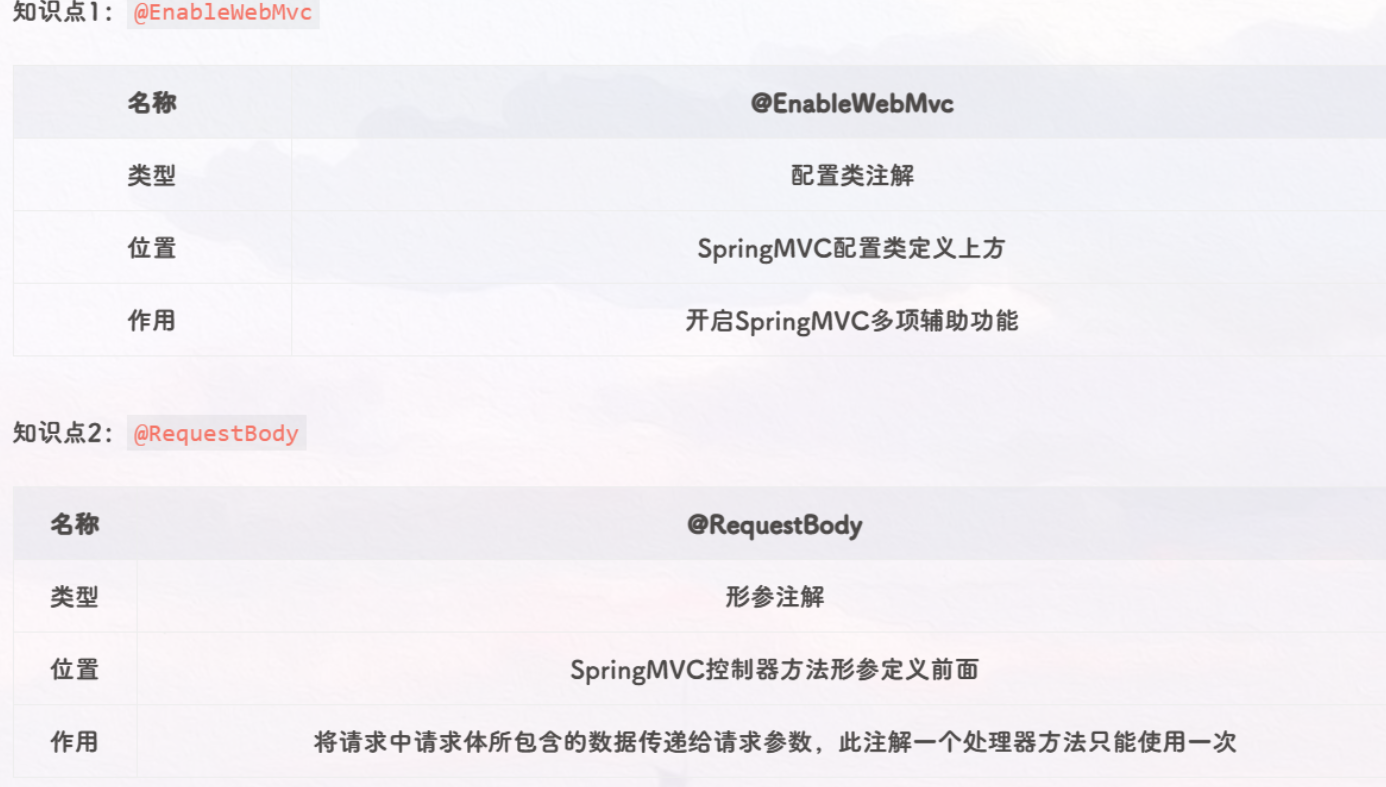 知识点1：@EnableWebMvc
名称 @EnableWebMvc
类型 配置类注解
位置 SpringMVC配置类定义上方
作用 开启SpringMVC多项辅助功能
知识点2：@RequestBody
名称 @RequestBody
类型 形参注解
位置 SpringMVC控制器方法形参定义前面
作用 将请求中请求体所包含的数据传递给请求参数，此注解一个处理器方法只能使用一次